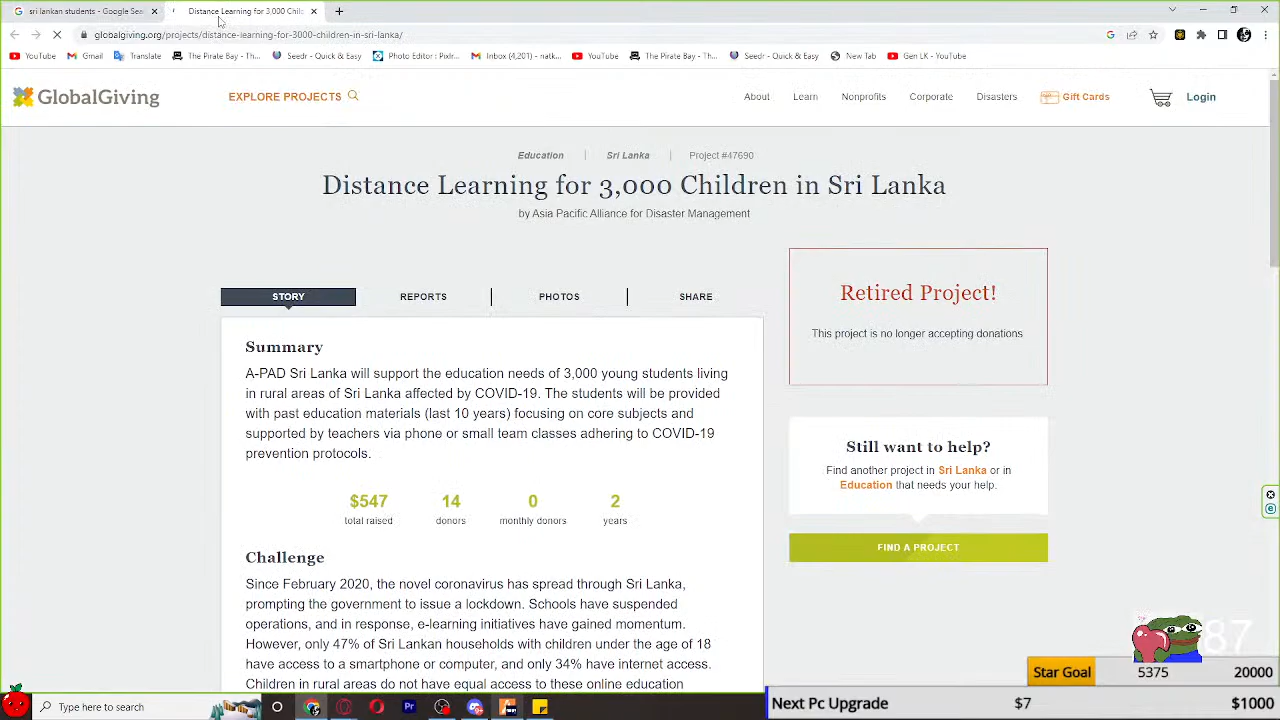 sri lankan students - Google Sea
Distance Learning for 3,000 Chil
globalgiving.org/projects/distance-learning-for-3000-children-in-sri-lanka/
YouTube Gmail Translate The Pirate Bay - Th... Seedr - Quick & Easy Photo Editor : Pixlr... Inbox (4,201) - natk... YouTube The Pirate Bay - Th... Seedr - Quick & Easy New Tab Gen LK - YouTube
GlobalGiving
EXPLORE PROJECTS
About Learn Nonprofits Corporate Disasters Gift Cards Login
Education | Sri Lanka | Project #47690
Distance Learning for 3,000 Children in Sri Lanka
by Asia Pacific Alliance for Disaster Management
STORY REPORTS PHOTOS SHARE
Summary
A-PAD Sri Lanka will support the education needs of 3,000 young students living
in rural areas of Sri Lanka affected by COVID-19. The students will be provided
with past education materials (last 10 years) focusing on core subjects and
supported by teachers via phone or small team classes adhering to COVID-19
prevention protocols.
$547 14 0 2
total raised donors monthly donors years
Challenge
Since February 2020, the novel coronavirus has spread through Sri Lanka,
prompting the government to issue a lockdown. Schools have suspended
operations, and in response, e-learning initiatives have gained momentum.
However, only 47% of Sri Lankan households with children under the age of 18
have access to a smartphone or computer, and only 34% have internet access.
Children in rural areas do not have equal access to these online education
Retired Project!
This project is no longer accepting donations
Still want to help?
Find another project in Sri Lanka or in
Education that needs your help.
FIND A PROJECT
87
Star Goal 5375 20000
Next Pc Upgrade $7 $1000
Type here to search